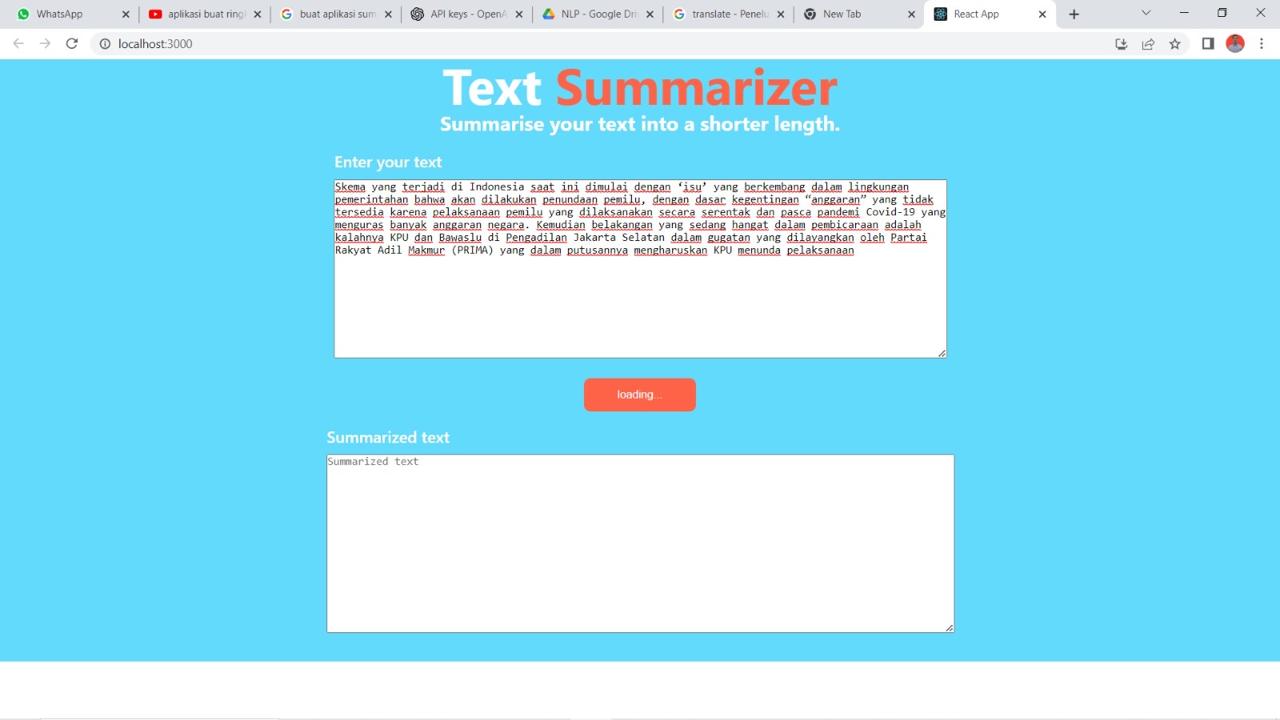 WhatsApp
aplikasi buat ring
buat aplikasi sum
API keys - OpenA
NLP - Google Dri
translate - Penelu
New Tab
React App
localhost:3000
Text Summarizer
Summarise your text into a shorter length.
Enter your text
Skema yang terjadi di Indonesia saat ini dimulai dengan ‘isu’ yang berkembang dalam lingkungan
pemerintahan bahwa akan dilakukan penundaan pemilu, dengan dasar kegentingan “anggaran” yang tidak
tersedia karena pelaksanaan pemilu yang dilaksanakan secara serentak dan pasca pandemi Covid-19 yang
menguras banyak anggaran negara. Kemudian belakangan yang sedang hangat dalam pembicaraan adalah
kalahnya KPU dan Bawaslu di Pengadilan Jakarta Selatan dalam gugatan yang dilayangkan oleh Partai
Rakyat Adil Makmur (PRIMA) yang dalam putusannya mengharuskan KPU menunda pelaksanaan
loading...
Summarized text
Summarized text